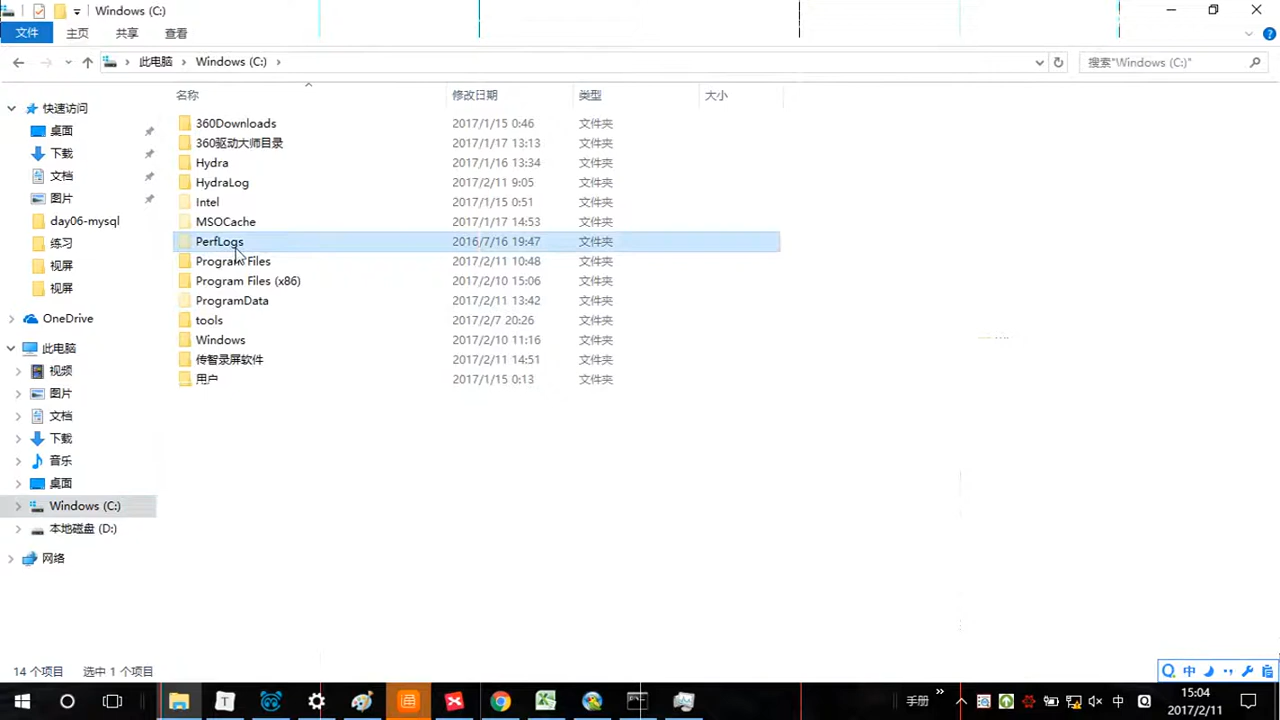 Windows (C:)
文件 主页 共享 查看
此电脑 Windows (C:) 搜索"Windows (C:)"
名称 修改日期 类型 大小
快速访问
桌面
下载
文档
图片
day06-mysql
练习
视屏
视屏
OneDrive
此电脑
视频
图片
文档
下载
音乐
桌面
Windows (C:)
本地磁盘 (D:)
网络
360Downloads 2017/1/15 0:46 文件夹
360驱动大师目录 2017/1/17 13:13 文件夹
Hydra 2017/1/16 13:34 文件夹
HydraLog 2017/2/11 9:05 文件夹
Intel 2017/1/15 0:51 文件夹
MSOCache 2017/1/17 14:53 文件夹
PerfLogs 2016/7/16 19:47 文件夹
Program Files 2017/2/11 10:48 文件夹
Program Files (x86) 2017/2/10 15:06 文件夹
ProgramData 2017/2/11 13:42 文件夹
tools 2017/2/7 20:26 文件夹
Windows 2017/2/10 11:16 文件夹
传智录屏软件 2017/2/11 14:51 文件夹
用户 2017/1/15 0:13 文件夹
14 个项目 选中 1 个项目
中
手册 中 15:04
2017/2/11